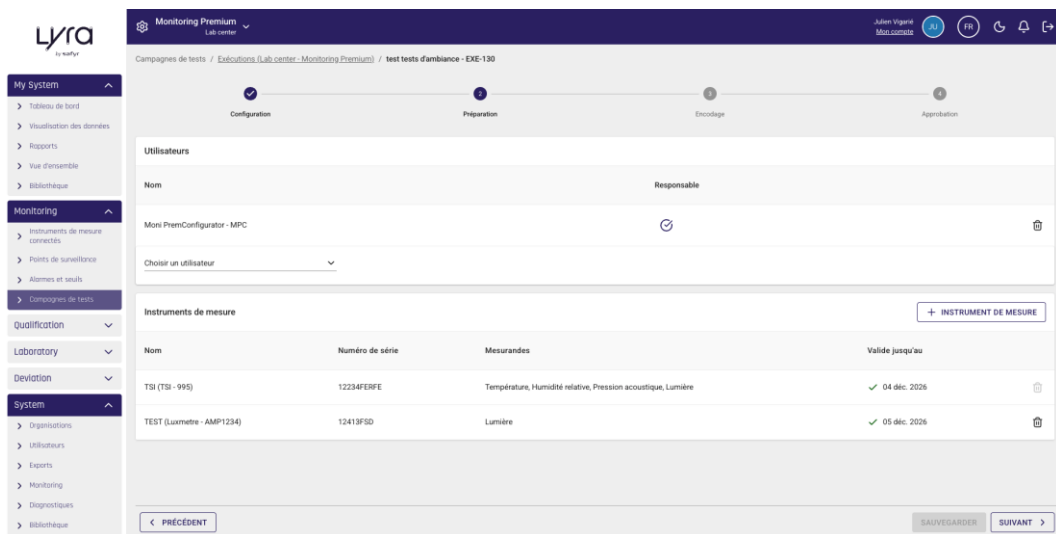 Lyra
by safyr
Monitoring Premium
Lab center
Julien Vigarié
Mon compte
JU
FR
Campagnes de tests / Exécutions (Lab center - Monitoring Premium) / test tests d'ambiance - EXE-130
My System
Tableau de bord
Visualisation des données
Rapports
Vue d'ensemble
Bibliothèque
Monitoring
Instruments de mesure
connectés
Points de surveillance
Alarmes et seuils
Campagnes de tests
Qualification
Laboratory
Deviation
System
Organisations
Utilisateurs
Exports
Monitoring
Diagnostiques
Bibliothèque
Configuration
2
Préparation
3
Encodage
4
Approbation
Utilisateurs
Nom Responsable
Moni PremConfigurator - MPC
Choisir un utilisateur
Instruments de mesure
+ INSTRUMENT DE MESURE
Nom Numéro de série Mesurandes Valide jusqu'au
TSI (TSI - 995) 12234FERFE Température, Humidité relative, Pression acoustique, Lumière 04 déc. 2026
TEST (Luxmetre - AMP1234) 12413FSD Lumière 05 déc. 2026
PRÉCÉDENT
SAUVEGARDER
SUIVANT